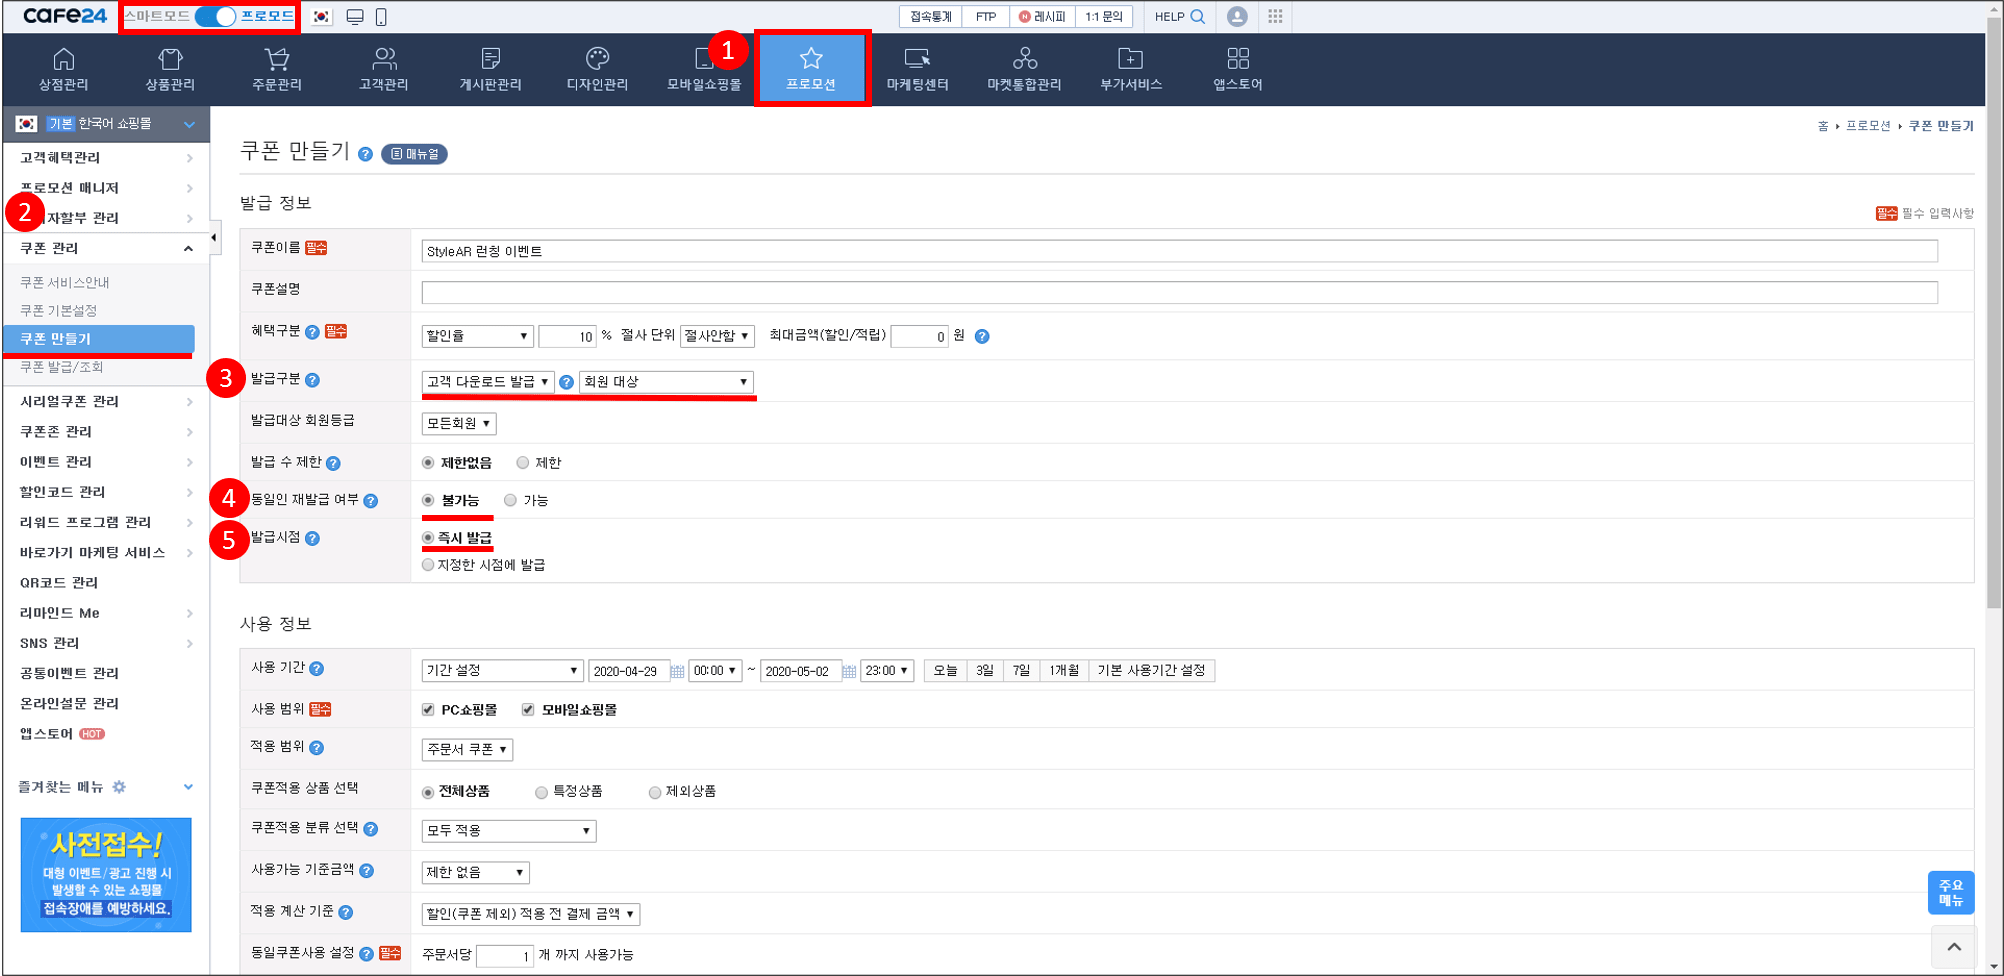 cafe24 스마트모드 프로모드 접속통계 FTP N 레시피 1:1 문의 HELP
상점관리 상품관리 주문관리 고객관리 게시판관리 디자인관리 모바일쇼핑몰 1 프로모션 마케팅센터 마켓통합관리 부가서비스 앱스토어
기본 한국어 쇼핑몰
고객혜택관리
프로모션 매니저
2 자할부 관리
쿠폰 관리
쿠폰 서비스안내
쿠폰 기본설정
쿠폰 만들기
쿠폰 발급/조회
시리얼쿠폰 관리
쿠폰존 관리
이벤트 관리
할인코드 관리
리워드 프로그램 관리
바로가기 마케팅 서비스
QR코드 관리
리마인드 Me
SNS 관리
공통이벤트 관리
온라인설문 관리
앱스토어 HOT
즐겨찾는 메뉴
사전접수!
대형 이벤트/광고 진행 시
발생할 수 있는 쇼핑몰
접속장애를 예방하세요.
홈 프로모션 쿠폰 만들기
쿠폰 만들기 ? 매뉴얼
발급 정보
필수 필수 입력사항
쿠폰이름 필수 StyleAR 런칭 이벤트
쿠폰설명
혜택구분 ? 필수 할인율 10 % 절사 단위 절사안함 최대금액(할인/적립) 0 원 ?
3 발급구분 ? 고객 다운로드 발급 ? 회원 대상
발급대상 회원등급 모든회원
발급 수 제한 ? 제한없음 제한
4 동일인 재발급 여부 ? 불가능 가능
5 발급시점 ? 즉시 발급
지정한 시점에 발급
사용 정보
사용 기간 ? 기간 설정 2020-04-29 00:00 ~ 2020-05-02 23:00 오늘 3일 7일 1개월 기본 사용기간 설정
사용 범위 필수 PC쇼핑몰 모바일쇼핑몰
적용 범위 ? 주문서 쿠폰
쿠폰적용 상품 선택 전체상품 특정상품 제외상품
쿠폰적용 분류 선택 ? 모두 적용
사용가능 기준금액 ? 제한 없음
적용 계산 기준 ? 할인(쿠폰 제외) 적용 전 결제 금액
동일쿠폰사용 설정 ? 필수 주문서당 1 개 까지 사용가능
주요
메뉴